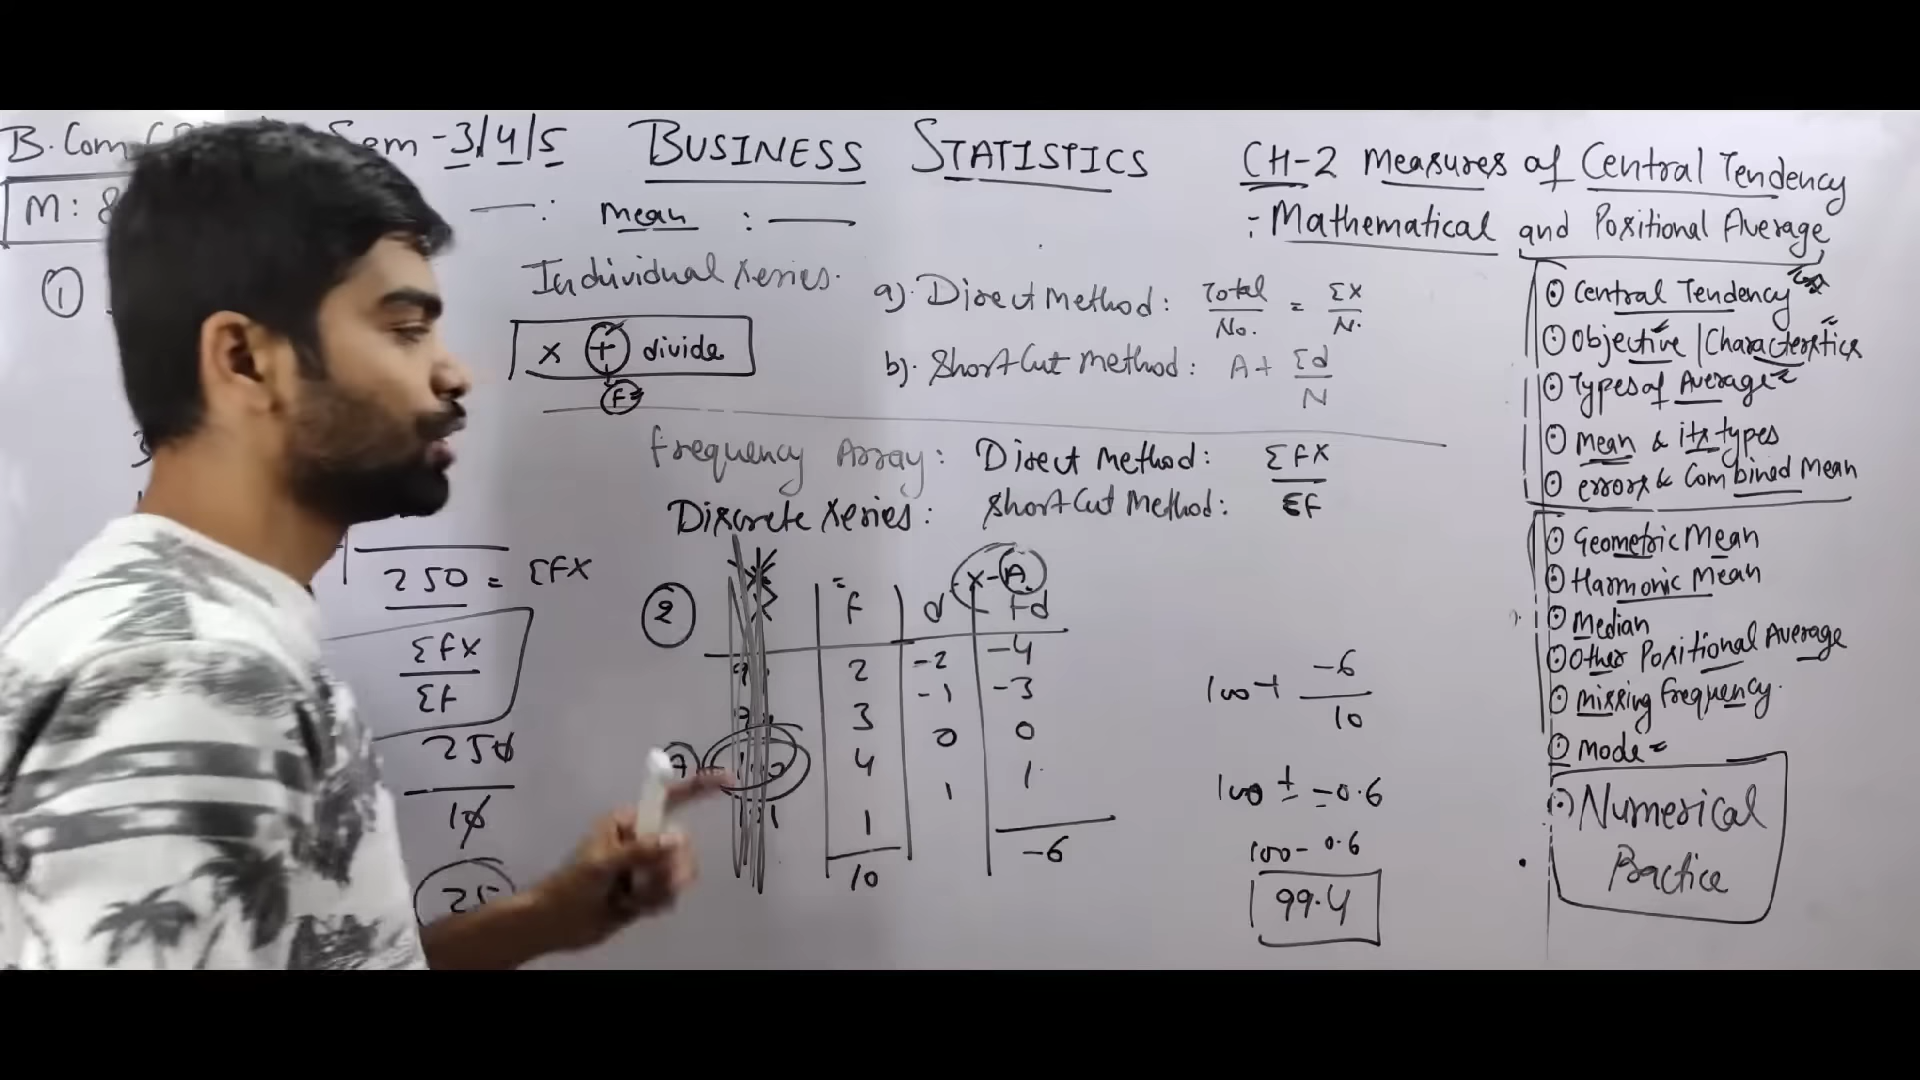 B. Com Sem -3/4/5 BUSINESS STATISTICS
CH-2 Measures of Central Tendency
:- Mathematical and Positional Average
M: 8
Mean : ——
①
Individual Series.
x + divide
F=
a). Direct Method: Total/No. = Σx/N.
b). ShortCut Method: A + Σd/N
Frequency Array: Direct Method: ΣFX/ΣF
Discrete Series: ShortCut Method:
250 = ΣFX
ΣFX/ΣF
250/10
25
②
x-A
f d fd
2 -2 -4
3 -1 -3
4 0 0
1 1 1
10 -6
A
100 + -6/10
100 + -0.6
100 - 0.6
99.4
⊙ Central Tendency
⊙ Objective / Characteristics
⊙ Types of Average
⊙ Mean & its types
⊙ errors & Combined Mean
⊙ Geometric Mean
⊙ Harmonic Mean
⊙ Median
⊙ Other Positional Average
⊙ Missing Frequency.
⊙ Mode
⊙ Numerical
Practice